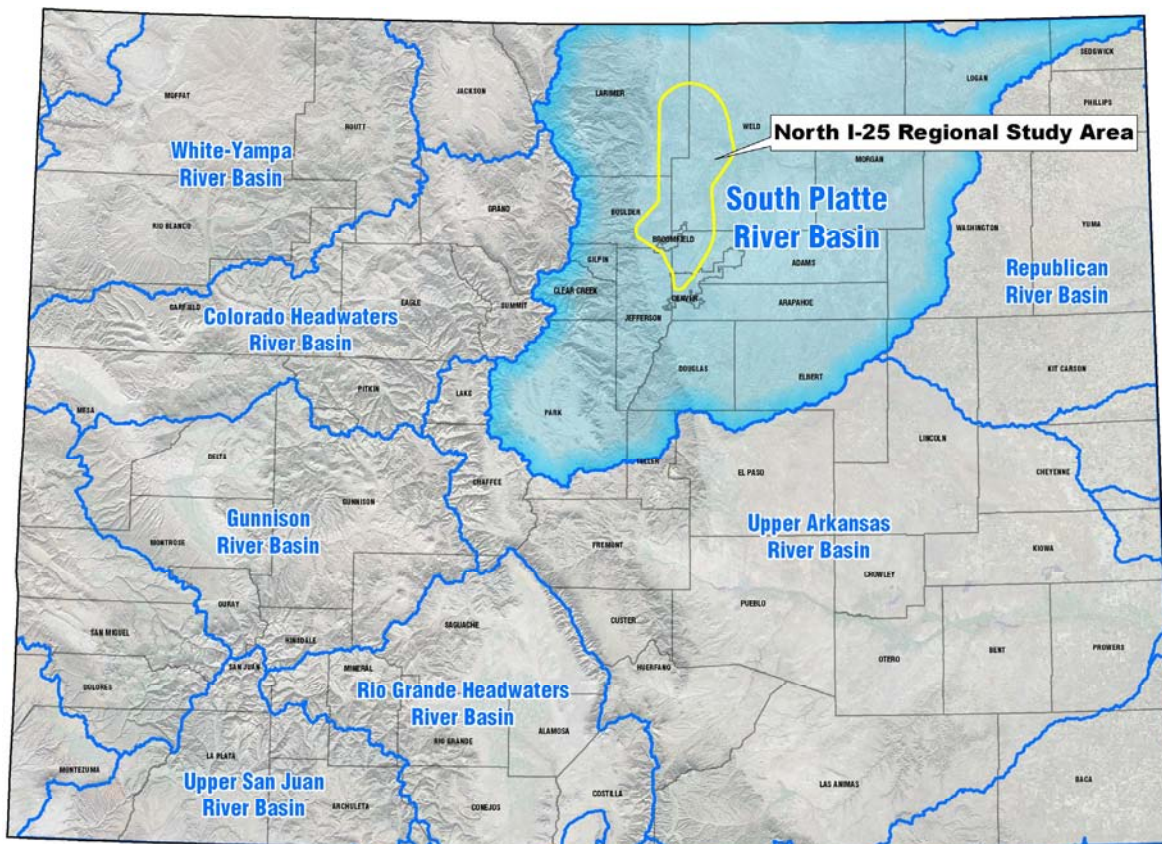 SEDGWICK
LOGAN
PHILLIPS
MOFFAT
JACKSON
LARIMER
ROUTT
WELD
North I-25 Regional Study Area
White-Yampa
River Basin
MORGAN
GRAND
BOULDER
South Platte
River Basin
RIO BLANCO
WASHINGTON
YUMA
BROOMFIELD
GILPIN
ADAMS
Republican
River Basin
CLEAR CREEK
DENVER
EAGLE
SUMMIT
GARFIELD
ARAPAHOE
Colorado Headwaters
River Basin
JEFFERSON
DOUGLAS
ELBERT
KIT CARSON
PITKIN
LAKE
MESA
PARK
LINCOLN
DELTA
TELLER
EL PASO
CHEYENNE
CHAFFEE
GUNNISON
Gunnison
River Basin
Upper Arkansas
River Basin
MONTROSE
FREMONT
KIOWA
CROWLEY
OURAY
PUEBLO
SAN MIGUEL
HINSDALE
SAGUACHE
CUSTER
BENT
PROWERS
OTERO
SAN JUAN
MINERAL
HUERFANO
DOLORES
Rio Grande Headwaters
River Basin
ALAMOSA
RIO GRANDE
LA PLATA
MONTEZUMA
Upper San Juan
River Basin
LAS ANIMAS
BACA
ARCHULETA
CONEJOS
COSTILLA